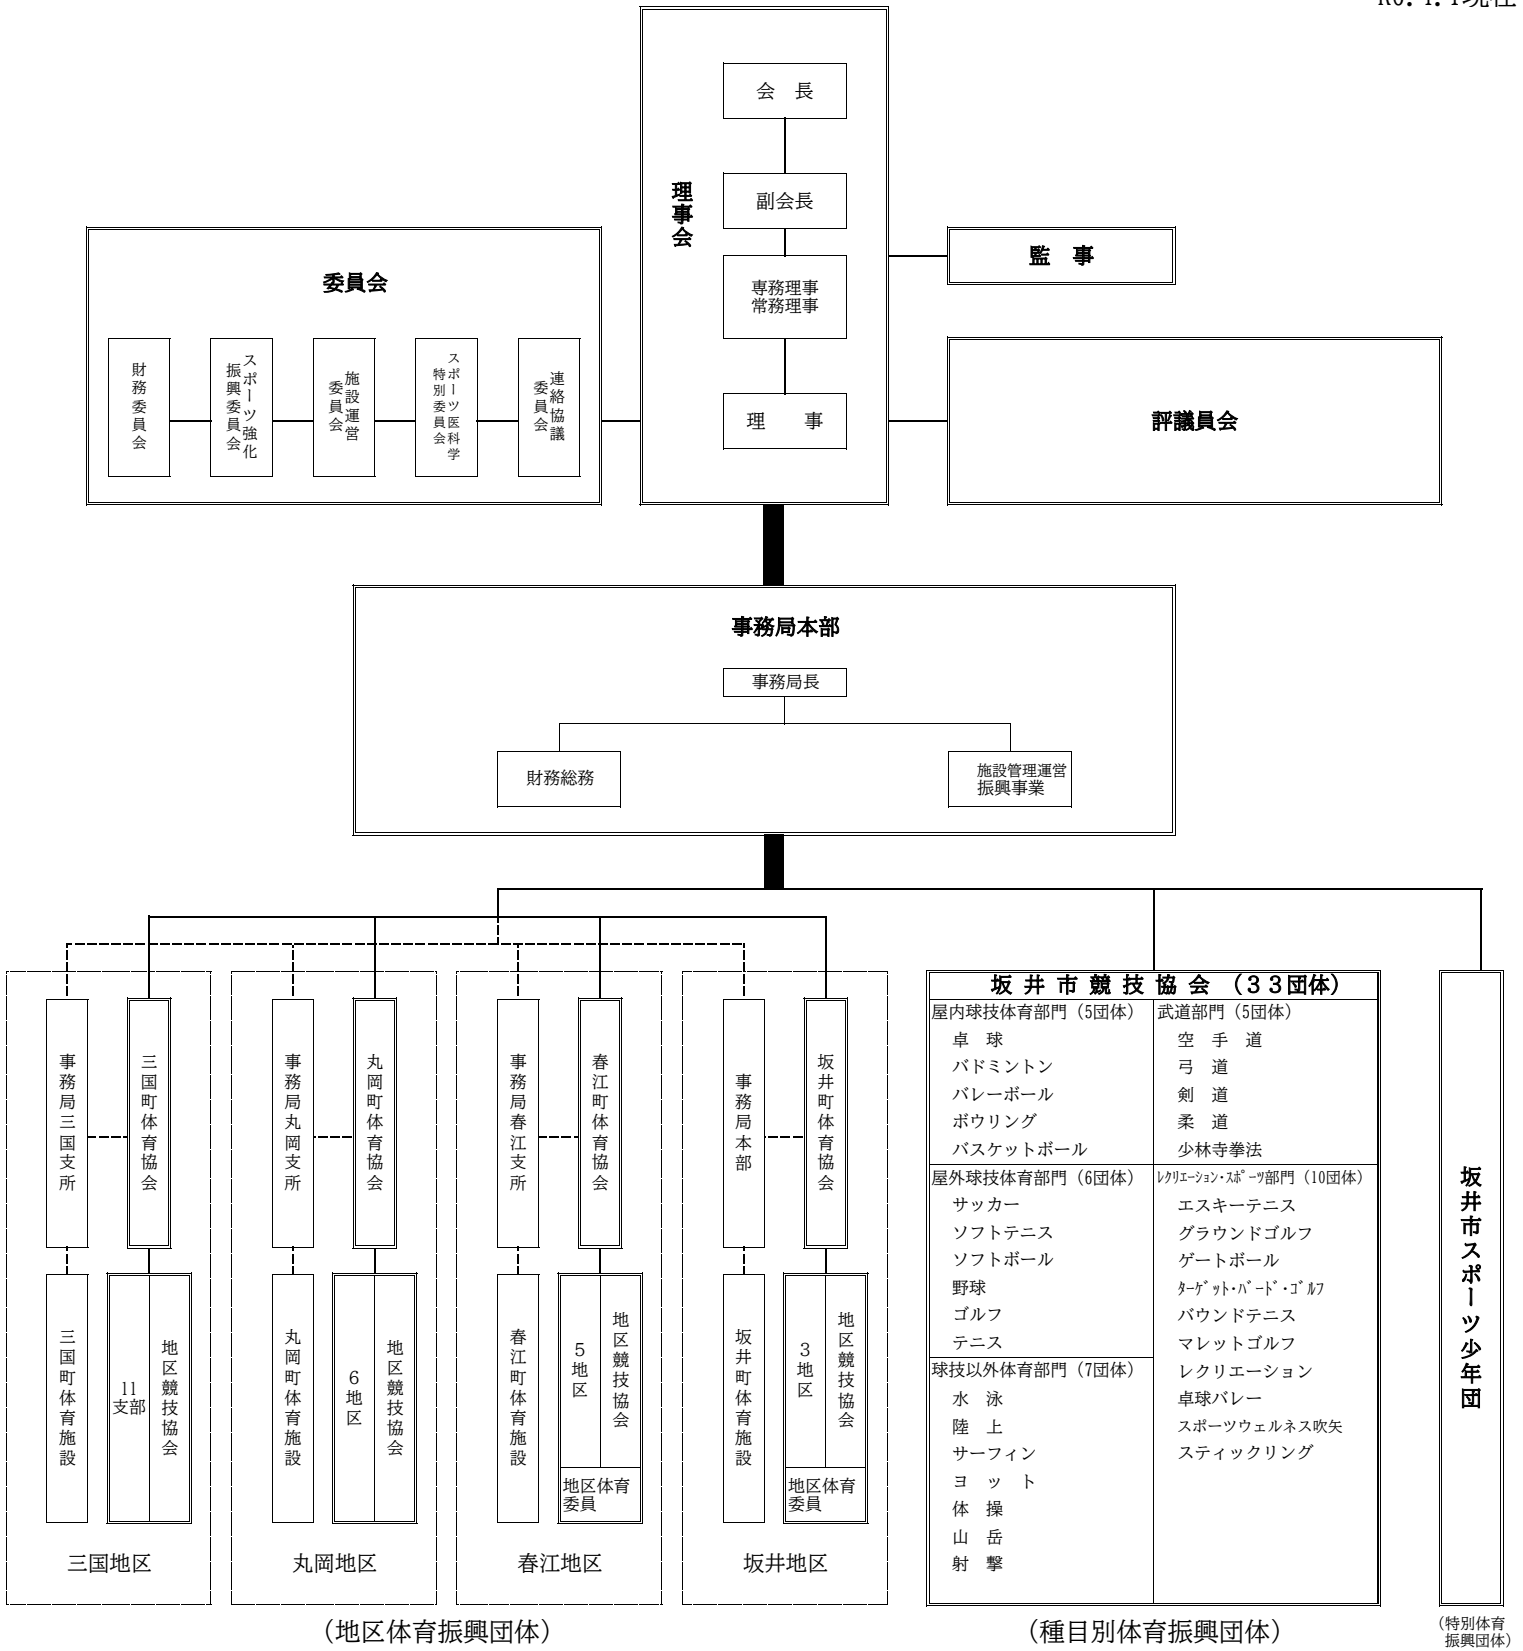 会　長
副会長
理事会
専務理事
常務理事
理　事
監　事
評議員会
委員会
財務委員会
スポーツ強化
振興委員会
施設運営
委員会
スポーツ医科学
特別委員会
連絡協議
委員会
事務局本部
事務局長
財務総務
施設管理運営
振興事業
事務局三国支所
三国町体育協会
三国町体育施設
11
支部
地区競技協会
三国地区
事務局丸岡支所
丸岡町体育協会
丸岡町体育施設
6地区
地区競技協会
丸岡地区
事務局春江支所
春江町体育協会
春江町体育施設
5地区
地区競技協会
地区体育
委員
春江地区
事務局本部
坂井町体育協会
坂井町体育施設
3地区
地区競技協会
地区体育
委員
坂井地区
（地区体育振興団体）
坂 井 市 競 技 協 会 （３３団体）
屋内球技体育部門（5団体）
卓　球
バドミントン
バレーボール
ボウリング
バスケットボール
屋外球技体育部門（6団体）
サッカー
ソフトテニス
ソフトボール
野球
ゴルフ
テニス
球技以外体育部門（7団体）
水　泳
陸　上
サーフィン
ヨ　ッ　ト
体　操
山　岳
射　撃
武道部門（5団体）
空　手　道
弓　道
剣　道
柔　道
少林寺拳法
ﾚｸﾘｴｰｼｮﾝ・ｽﾎﾟｰﾂ部門（10団体）
エスキーテニス
グラウンドゴルフ
ゲートボール
ﾀｰｹﾞｯﾄ・ﾊﾞｰﾄﾞ・ｺﾞﾙﾌ
バウンドテニス
マレットゴルフ
レクリエーション
卓球バレー
スポーツウェルネス吹矢
スティックリング
（種目別体育振興団体）
坂井市スポーツ少年団
（特別体育
振興団体）